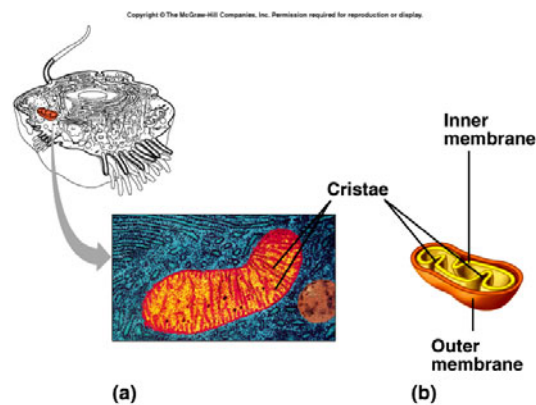 Copyright © The McGraw-Hill Companies, Inc. Permission required for reproduction or display.
Inner
membrane
Cristae
Outer
membrane
(a)
(b)